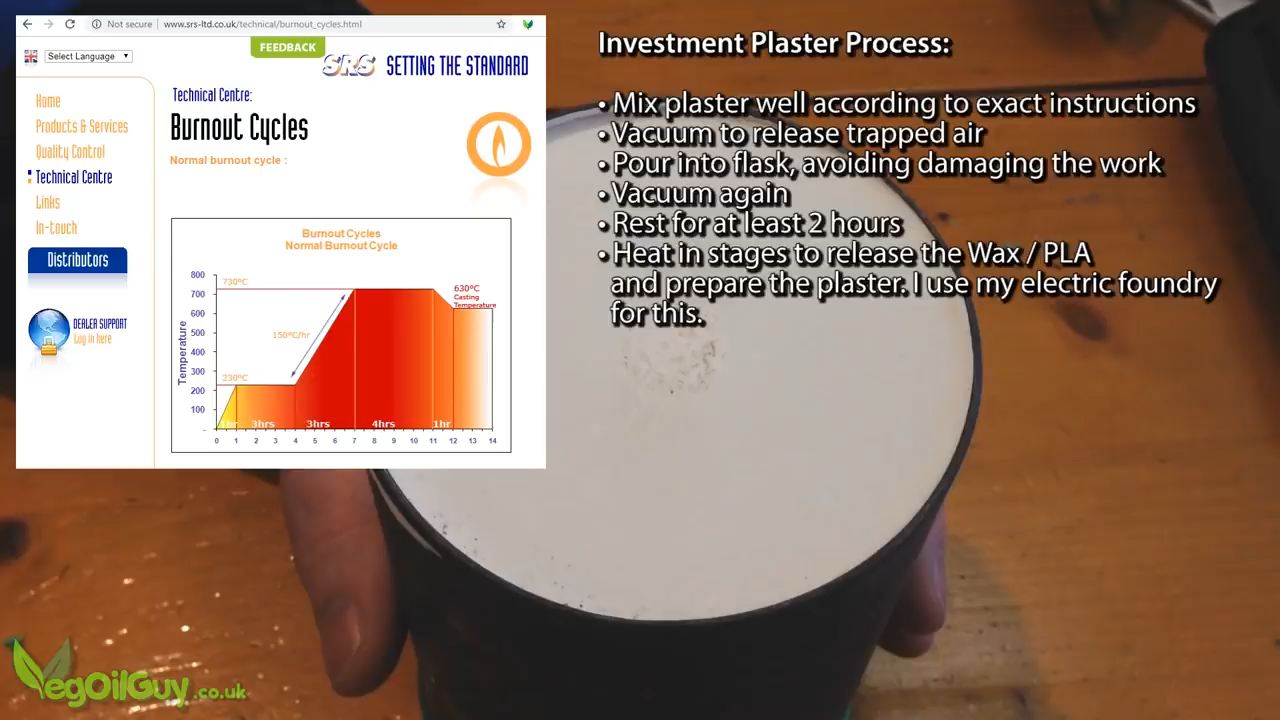 Not secure
www.srs-ltd.co.uk/technical/burnout_cycles.html
Select Language
FEEDBACK
SRS SETTING THE STANDARD
Home
Products & Services
Quality Control
Technical Centre
Links
In-touch
Distributors
DEALER SUPPORT
Log in here
Technical Centre:
Burnout Cycles
Normal burnout cycle :
Burnout Cycles
Normal Burnout Cycle
Temperature
800
700
600
500
400
300
200
100
-
730ºC
150ºC/hr
230ºC
630ºC
Casting
Temperature
1hr 3hrs 3hrs 4hrs 1hr
0 1 2 3 4 5 6 7 8 9 10 11 12 13 14
Investment Plaster Process:
• Mix plaster well according to exact instructions
• Vacuum to release trapped air
• Pour into flask, avoiding damaging the work
• Vacuum again
• Rest for at least 2 hours
• Heat in stages to release the Wax / PLA
and prepare the plaster. I use my electric foundry
for this.
VegOilGuy.co.uk